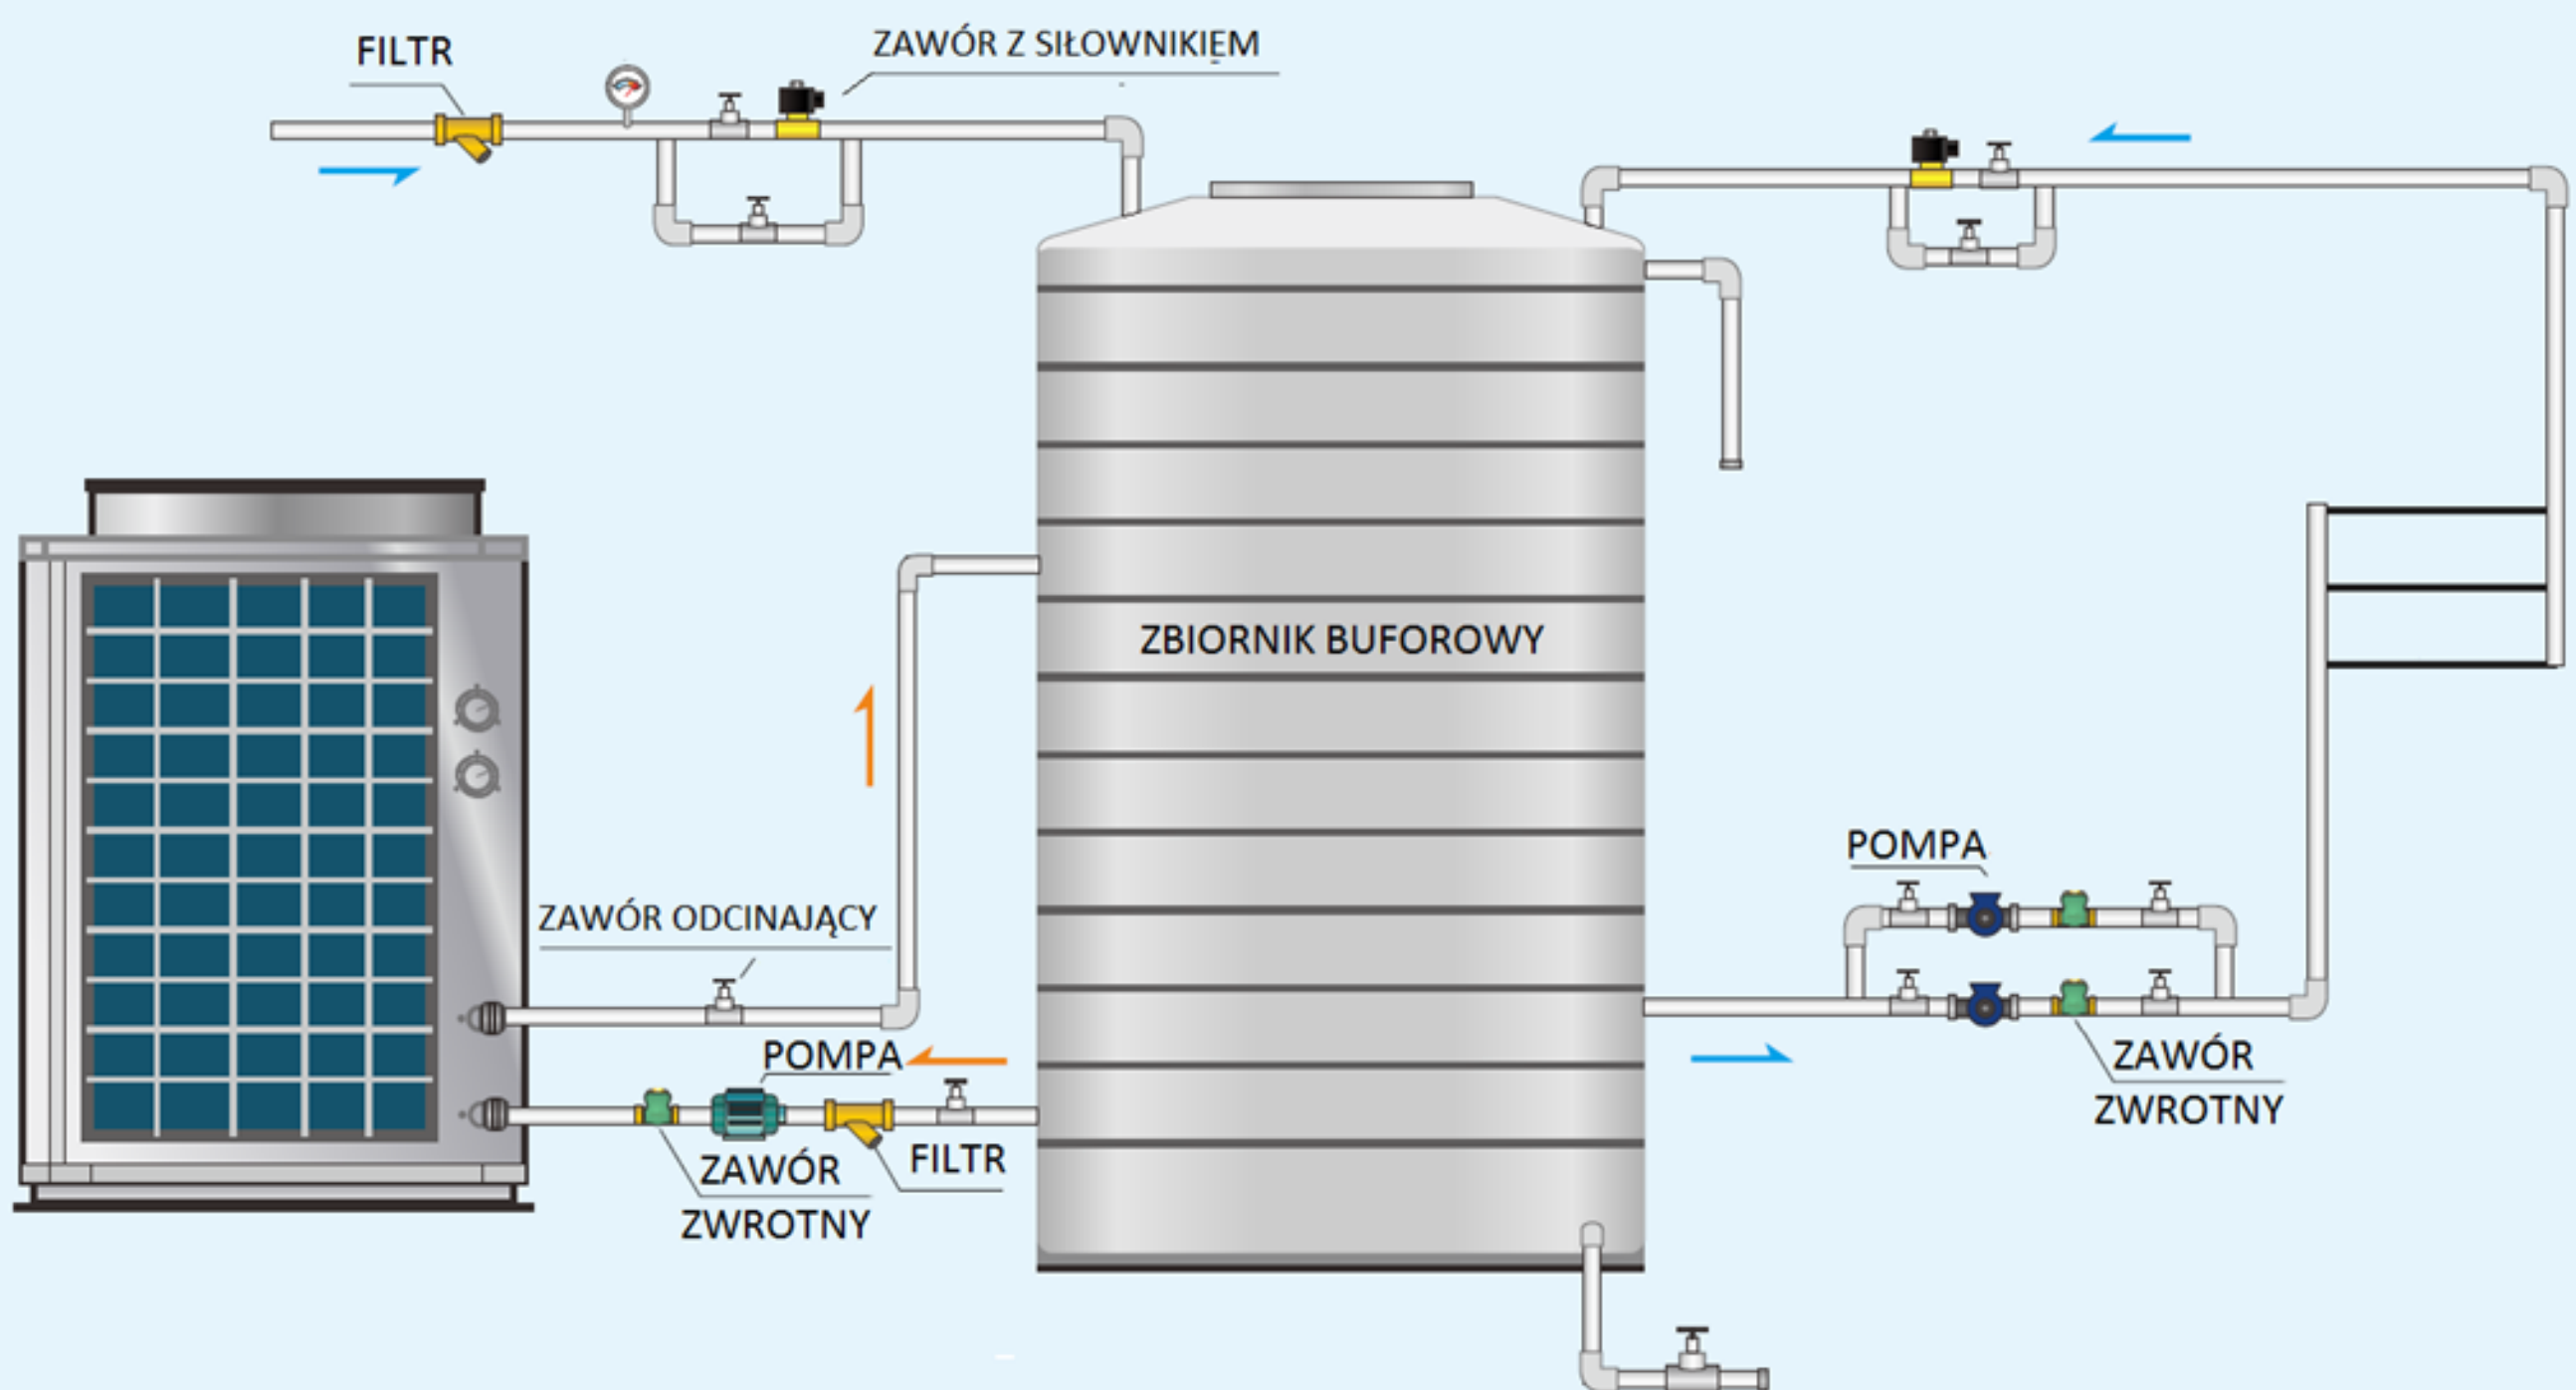 FILTR
ZAWÓR Z SIŁOWNIKIEM
ZBIORNIK BUFOROWY
POMPA
ZAWÓR ODCINAJĄCY
POMPA
ZAWÓR
ZWROTNY
FILTR
ZAWÓR
ZWROTNY